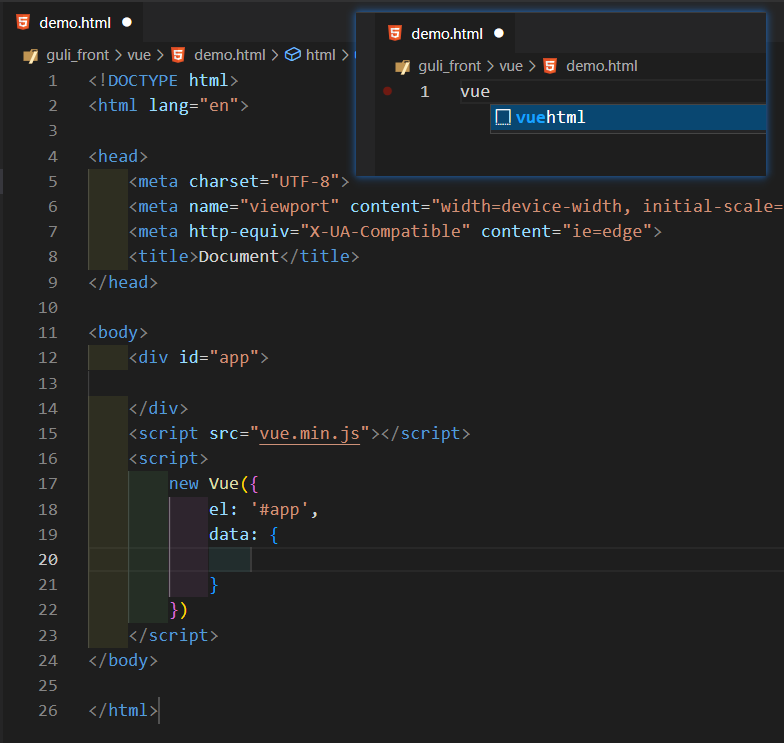 demo.html
guli_front > vue > demo.html > html >
1 <!DOCTYPE html>
2 <html lang="en">
3
4 <head>
5 <meta charset="UTF-8">
6 <meta name="viewport" content="width=device-width, initial-scale=
7 <meta http-equiv="X-UA-Compatible" content="ie=edge">
8 <title>Document</title>
9 </head>
10
11 <body>
12 <div id="app">
13
14 </div>
15 <script src="vue.min.js"></script>
16 <script>
17 new Vue({
18 el: '#app',
19 data: {
20
21 }
22 })
23 </script>
24 </body>
25
26 </html>
demo.html
guli_front > vue > demo.html
1 vue
vuehtml